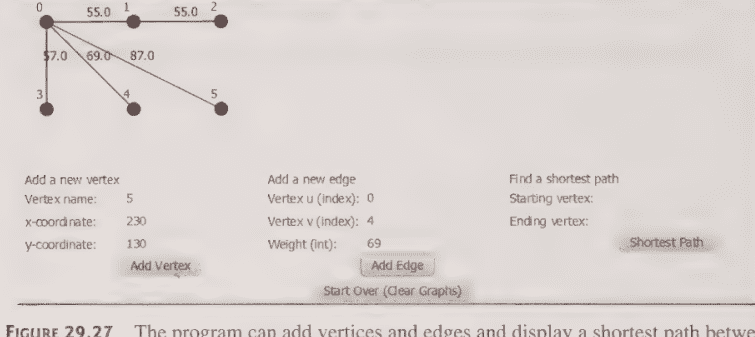 0 55.0 1 55.0 2
57.0 69.0 87.0
3 4 5
Add a new vertex Add a new edge Find a shortest path
Vertex name: 5 Vertex u (index): 0 Starting vertex:
x-coordinate: 230 Vertex v (index): 4 Ending vertex:
y-coordinate: 130 Weight (int): 69 Shortest Path
Add Vertex Add Edge
Start Over (Clear Graphs)
FIGURE 29.27 The program can add vertices and edges and display a shortest path betwe